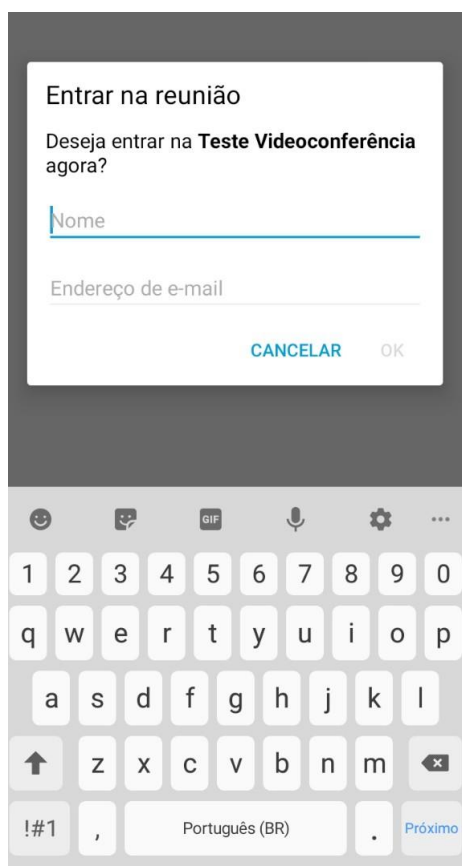 Entrar na reunião
Deseja entrar na Teste Videoconferência
agora?
Nome
Endereço de e-mail
CANCELAR OK
GIF
1 2 3 4 5 6 7 8 9 0
q w e r t y u i o p
a s d f g h j k l
z x c v b n m
!#1 , Português (BR) . Próximo